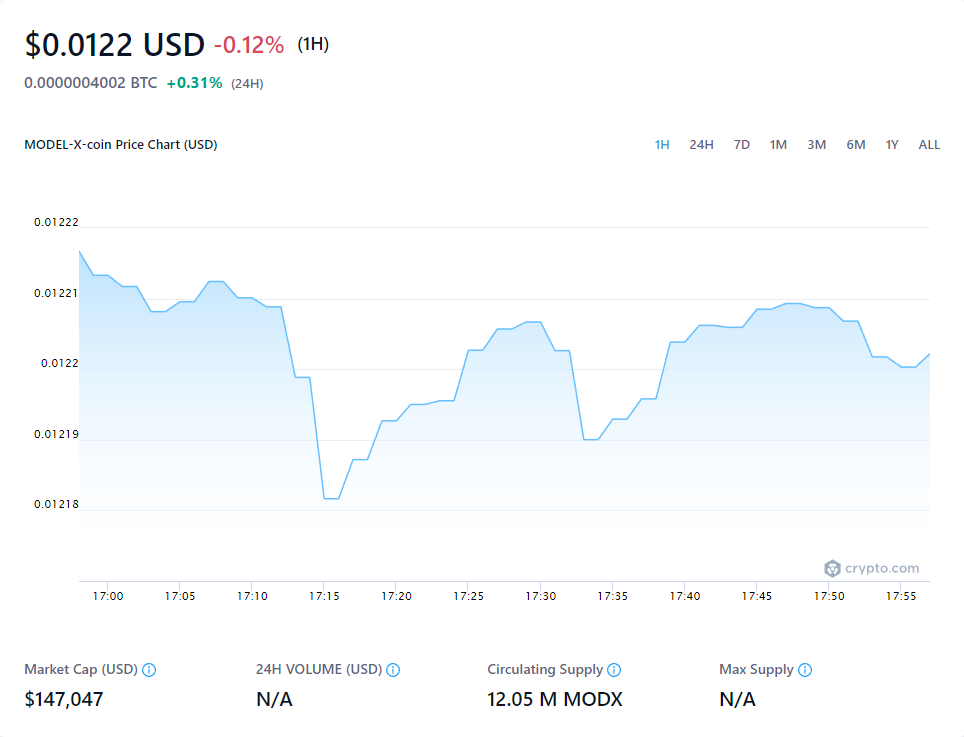 $0.0122 USD -0.12% (1H)
0.0000004002 BTC +0.31% (24H)
MODEL-X-coin Price Chart (USD) 1H 24H 7D 1M 3M 6M 1Y ALL
0.01222
0.01221
0.0122
0.01219
0.01218
crypto.com
17:00 17:05 17:10 17:15 17:20 17:25 17:30 17:35 17:40 17:45 17:50 17:55
Market Cap (USD) 24H VOLUME (USD) Circulating Supply Max Supply
$147,047 N/A 12.05 M MODX N/A